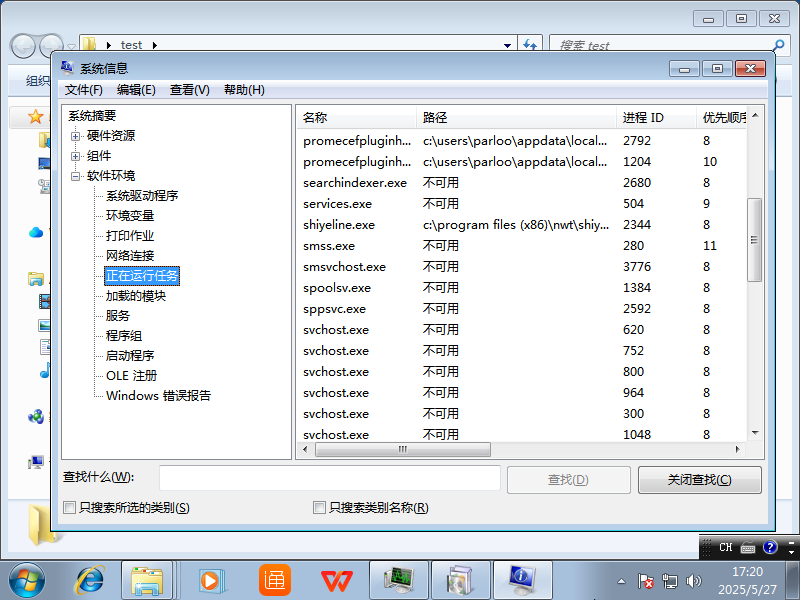 test
搜索 test
组织
系统信息
文件(F) 编辑(E) 查看(V) 帮助(H)
系统摘要
硬件资源
组件
软件环境
系统驱动程序
环境变量
打印作业
网络连接
正在运行任务
加载的模块
服务
程序组
启动程序
OLE 注册
Windows 错误报告
名称 路径 进程 ID 优先顺序
promecefpluginh... c:\users\parloo\appdata\local... 2792 8
promecefpluginh... c:\users\parloo\appdata\local... 1204 10
searchindexer.exe 不可用 2680 8
services.exe 不可用 504 9
shiyeline.exe c:\program files (x86)\nwt\shiy... 2344 8
smss.exe 不可用 280 11
smsvchost.exe 不可用 3776 8
spoolsv.exe 不可用 1384 8
sppsvc.exe 不可用 2592 8
svchost.exe 不可用 620 8
svchost.exe 不可用 752 8
svchost.exe 不可用 800 8
svchost.exe 不可用 964 8
svchost.exe 不可用 300 8
svchost.exe 不可用 1048 8
查找什么(W): 查找(D) 关闭查找(C)
只搜索所选的类别(S) 只搜索类别名称(R)
CH
17:20
2025/5/27